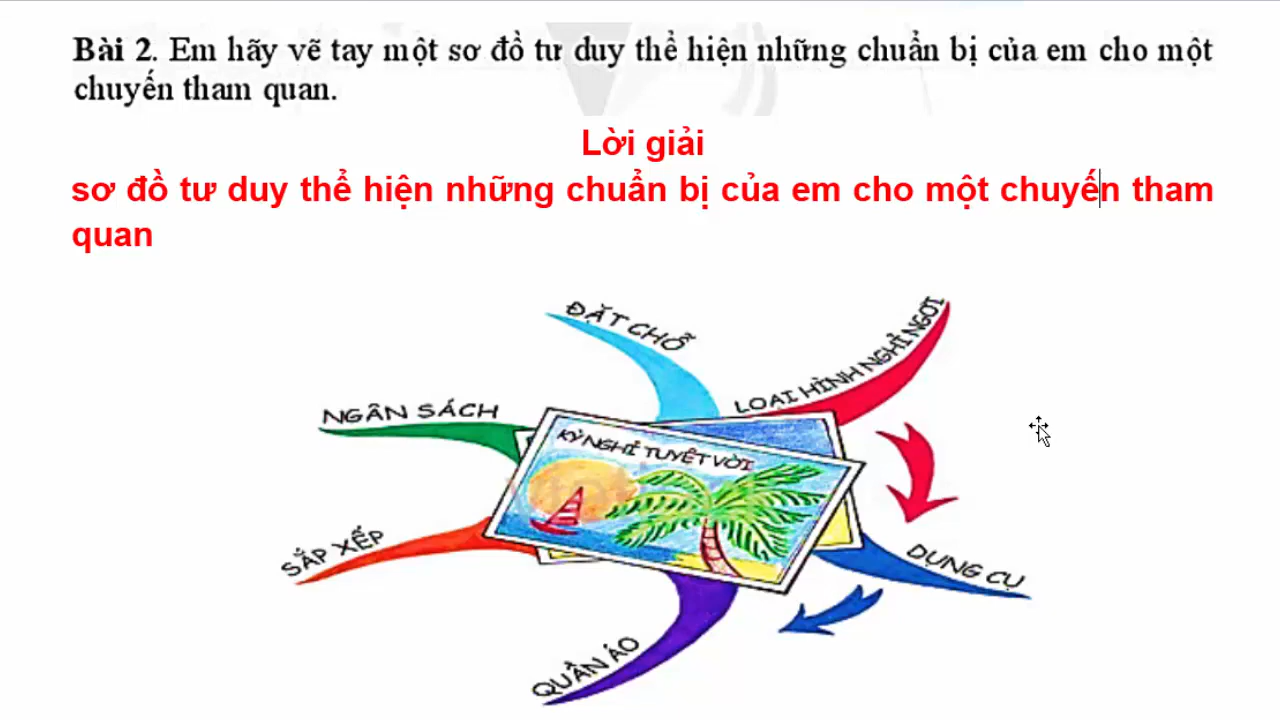 Bài 2. Em hãy vẽ tay một sơ đồ tư duy thể hiện những chuẩn bị của em cho một
chuyến tham quan.
Lời giải
sơ đồ tư duy thể hiện những chuẩn bị của em cho một chuyến tham
quan
ĐẶT CHỖ
LOẠI HÌNH NGHỈ NGƠI
NGÂN SÁCH
KỲ NGHỈ TUYỆT VỜI
SẮP XẾP
DỤNG CỤ
QUẦN ÁO